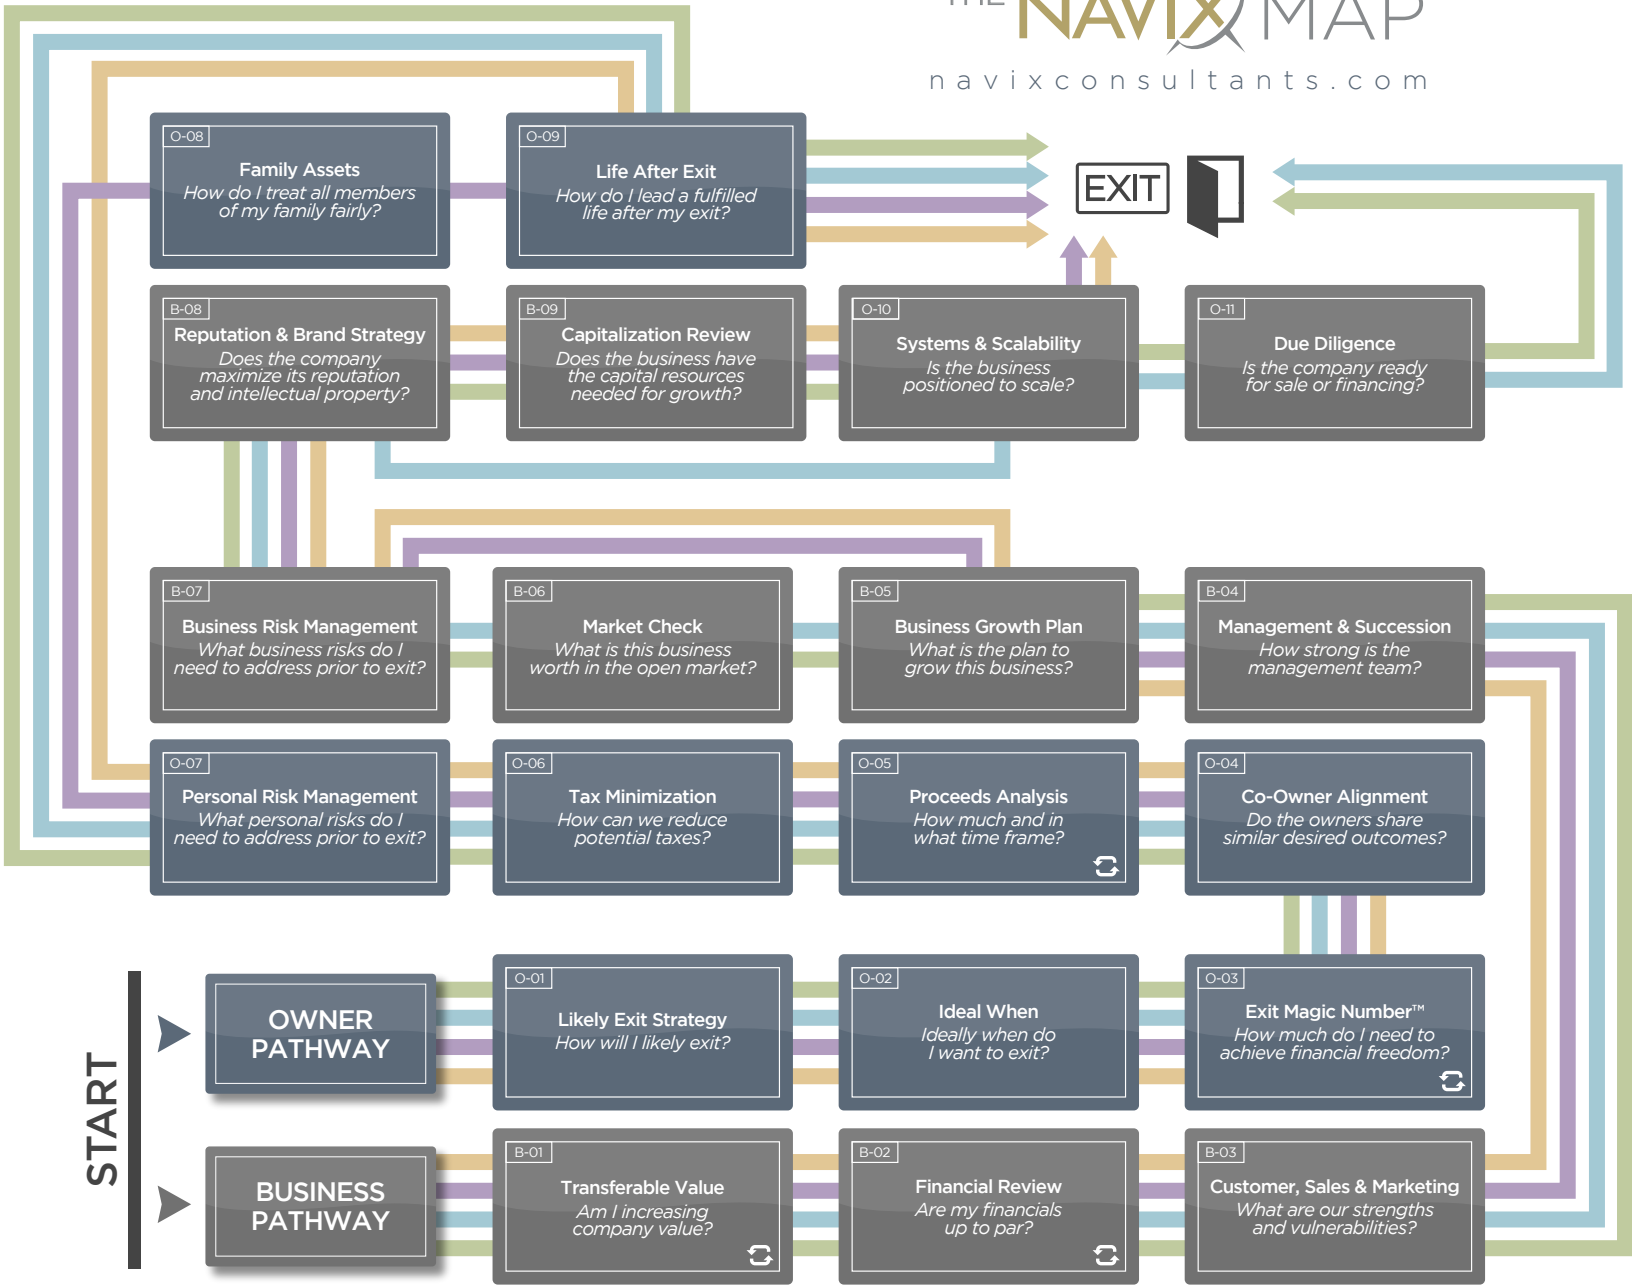 THE NAVIX MAP
navixconsultants.com
O-08
Family Assets
How do I treat all members
of my family fairly?
O-09
Life After Exit
How do I lead a fulfilled
life after my exit?
EXIT
B-08
Reputation & Brand Strategy
Does the company
maximize its reputation
and intellectual property?
B-09
Capitalization Review
Does the business have
the capital resources
needed for growth?
O-10
Systems & Scalability
Is the business
positioned to scale?
O-11
Due Diligence
Is the company ready
for sale or financing?
B-07
Business Risk Management
What business risks do I
need to address prior to exit?
B-06
Market Check
What is this business
worth in the open market?
B-05
Business Growth Plan
What is the plan to
grow this business?
B-04
Management & Succession
How strong is the
management team?
O-07
Personal Risk Management
What personal risks do I
need to address prior to exit?
O-06
Tax Minimization
How can we reduce
potential taxes?
O-05
Proceeds Analysis
How much and in
what time frame?
O-04
Co-Owner Alignment
Do the owners share
similar desired outcomes?
START
OWNER
PATHWAY
O-01
Likely Exit Strategy
How will I likely exit?
O-02
Ideal When
Ideally when do
I want to exit?
O-03
Exit Magic Number™
How much do I need to
achieve financial freedom?
BUSINESS
PATHWAY
B-01
Transferable Value
Am I increasing
company value?
B-02
Financial Review
Are my financials
up to par?
B-03
Customer, Sales & Marketing
What are our strengths
and vulnerabilities?